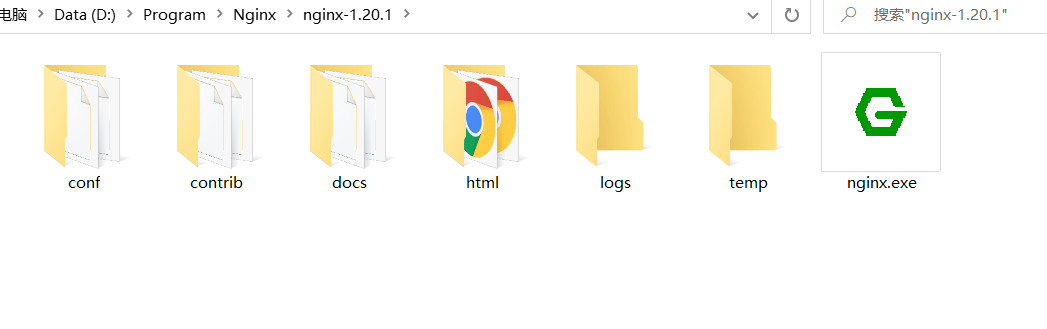 电脑 > Data (D:) > Program > Nginx > nginx-1.20.1 > 搜索"nginx-1.20.1"
conf contrib docs html logs temp nginx.exe